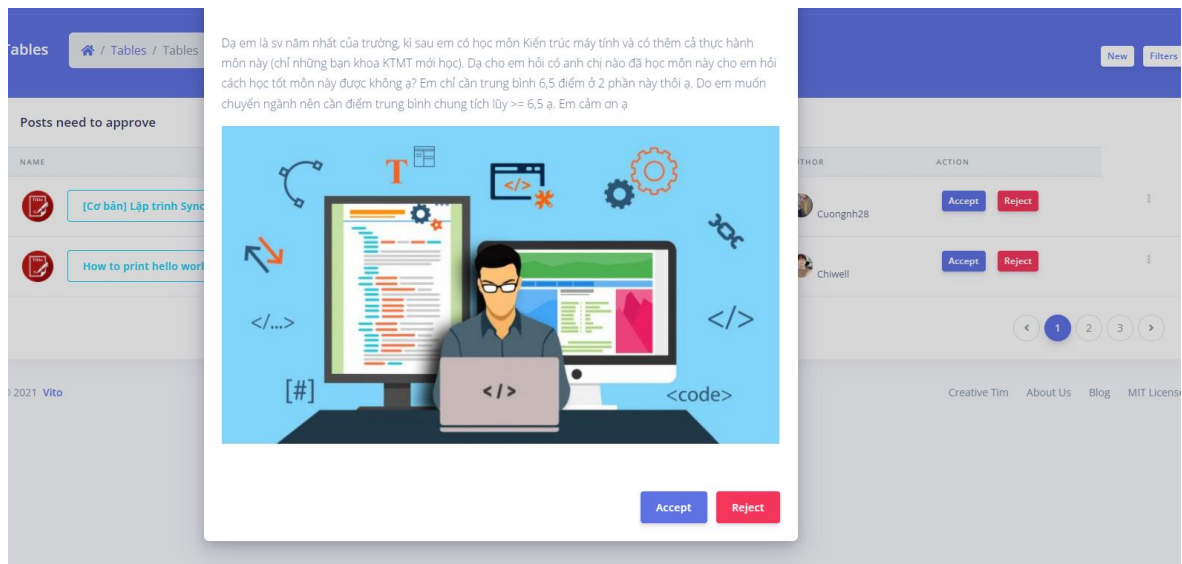 Tables
/ Tables / Tables
New
Filters
Dạ em là sv năm nhất của trường, kì sau em có học môn Kiến trúc máy tính và có thêm cả thực hành
môn này (chỉ những bạn khoa KTMT mới học). Dạ cho em hỏi có anh chị nào đã học môn này cho em hỏi
cách học tốt môn này được không ạ? Em chỉ cần trung bình 6,5 điểm ở 2 phần này thôi ạ. Do em muốn
chuyển ngành nên cần điểm trung bình chung tích lũy >= 6,5 ạ. Em cảm ơn ạ
Posts need to approve
NAME
THOR
ACTION
[Cơ bản] Lập trình Sync
Cuongnh28
Accept
Reject
How to print hello worl
Chiwell
Accept
Reject
T
</>
</...>
</>
[#]
</>
<code>
1
2
3
2021 Vito
Creative Tim
About Us
Blog
MIT License
Accept
Reject